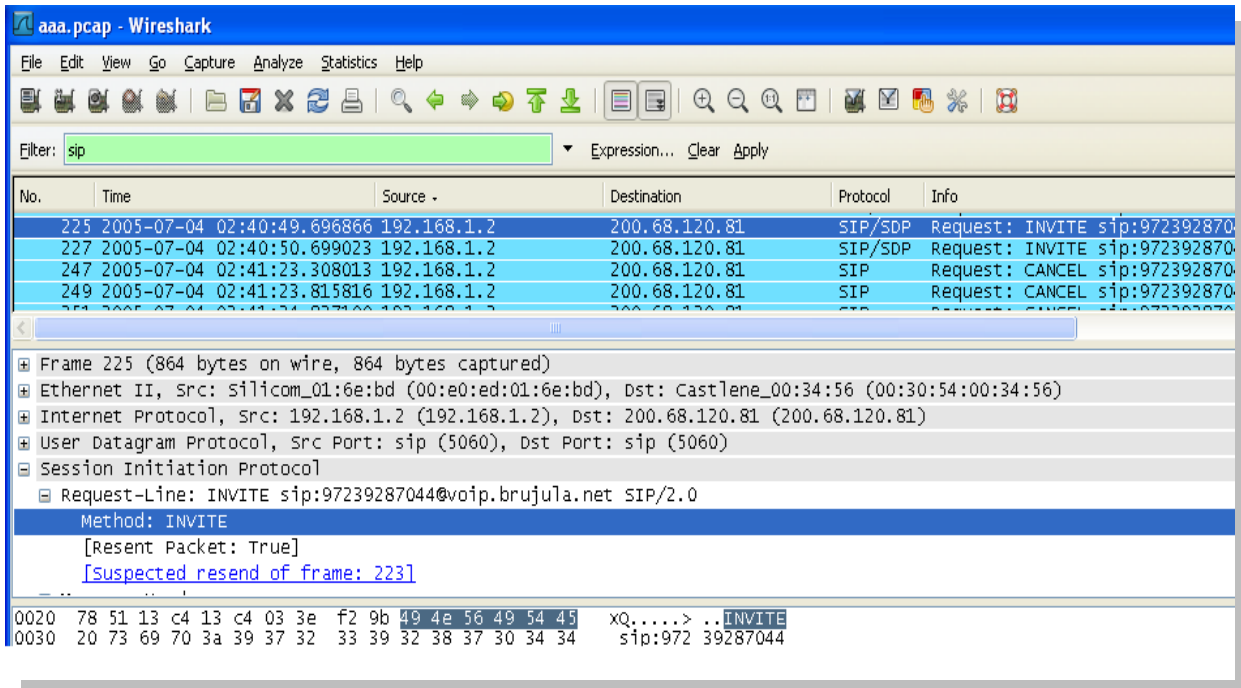 aaa.pcap - Wireshark
File Edit View Go Capture Analyze Statistics Help
Filter: sip Expression... Clear Apply
No. Time Source Destination Protocol Info
225 2005-07-04 02:40:49.696866 192.168.1.2 200.68.120.81 SIP/SDP Request: INVITE sip:972392870
227 2005-07-04 02:40:50.699023 192.168.1.2 200.68.120.81 SIP/SDP Request: INVITE sip:972392870
247 2005-07-04 02:41:23.308013 192.168.1.2 200.68.120.81 SIP Request: CANCEL sip:972392870
249 2005-07-04 02:41:23.815816 192.168.1.2 200.68.120.81 SIP Request: CANCEL sip:972392870
Frame 225 (864 bytes on wire, 864 bytes captured)
Ethernet II, Src: Silicom_01:6e:bd (00:e0:ed:01:6e:bd), Dst: Castlene_00:34:56 (00:30:54:00:34:56)
Internet Protocol, Src: 192.168.1.2 (192.168.1.2), Dst: 200.68.120.81 (200.68.120.81)
User Datagram Protocol, Src Port: sip (5060), Dst Port: sip (5060)
Session Initiation Protocol
Request-Line: INVITE sip:97239287044@voip.brujula.net SIP/2.0
Method: INVITE
[Resent Packet: True]
[Suspected resend of frame: 223]
0020 78 51 13 c4 13 c4 03 3e f2 9b 49 4e 56 49 54 45 xQ.....> ..INVITE
0030 20 73 69 70 3a 39 37 32 33 39 32 38 37 30 34 34 sip:972 39287044